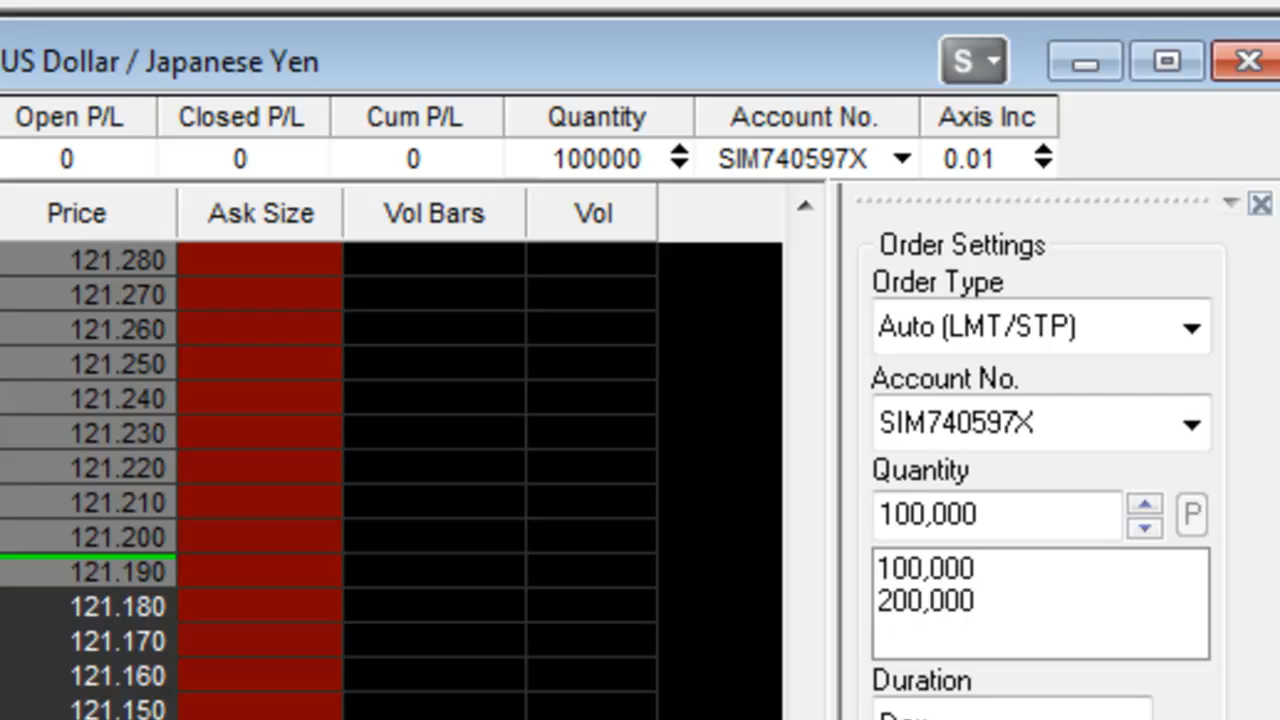 US Dollar / Japanese Yen S
Open P/L Closed P/L Cum P/L Quantity Account No. Axis Inc
0 0 0 100000 SIM740597X 0.01
Price Ask Size Vol Bars Vol
121.280
121.270
121.260
121.250
121.240
121.230
121.220
121.210
121.200
121.190
121.180
121.170
121.160
121.150
Order Settings
Order Type
Auto (LMT/STP)
Account No.
SIM740597X
Quantity
100,000 P
100,000
200,000
Duration